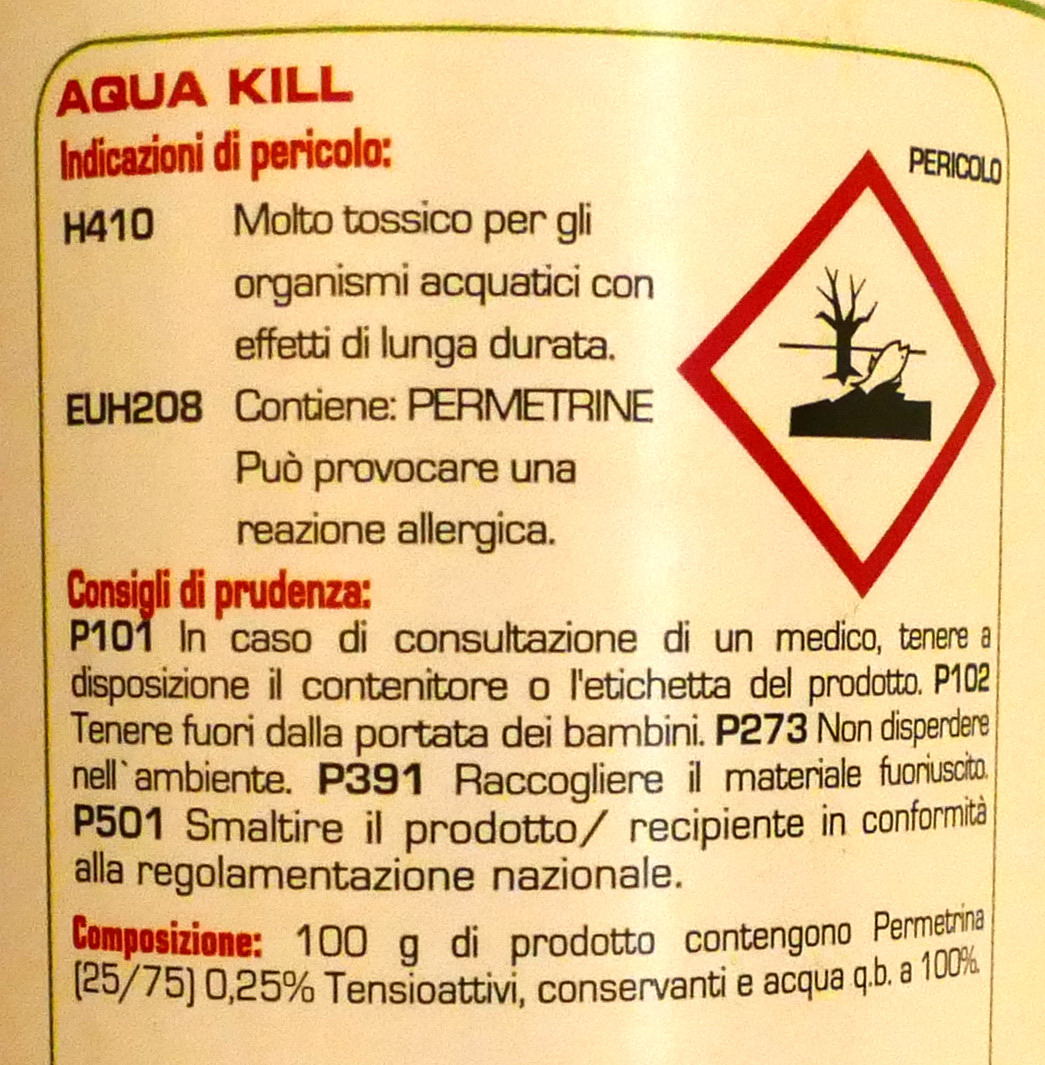 AQUA KILL
Indicazioni di pericolo:
PERICOLO
H410 Molto tossico per gli
organismi acquatici con
effetti di lunga durata.
EUH208 Contiene: PERMETRINE
Può provocare una
reazione allergica.
Consigli di prudenza:
P101 In caso di consultazione di un medico, tenere a
disposizione il contenitore o l'etichetta del prodotto. P102
Tenere fuori dalla portata dei bambini. P273 Non disperdere
nell`ambiente. P391 Raccogliere il materiale fuoriuscito.
P501 Smaltire il prodotto/ recipiente in conformità
alla regolamentazione nazionale.
Composizione: 100 g di prodotto contengono Permetrina
(25/75) 0,25% Tensioattivi, conservanti e acqua q.b. a 100%.